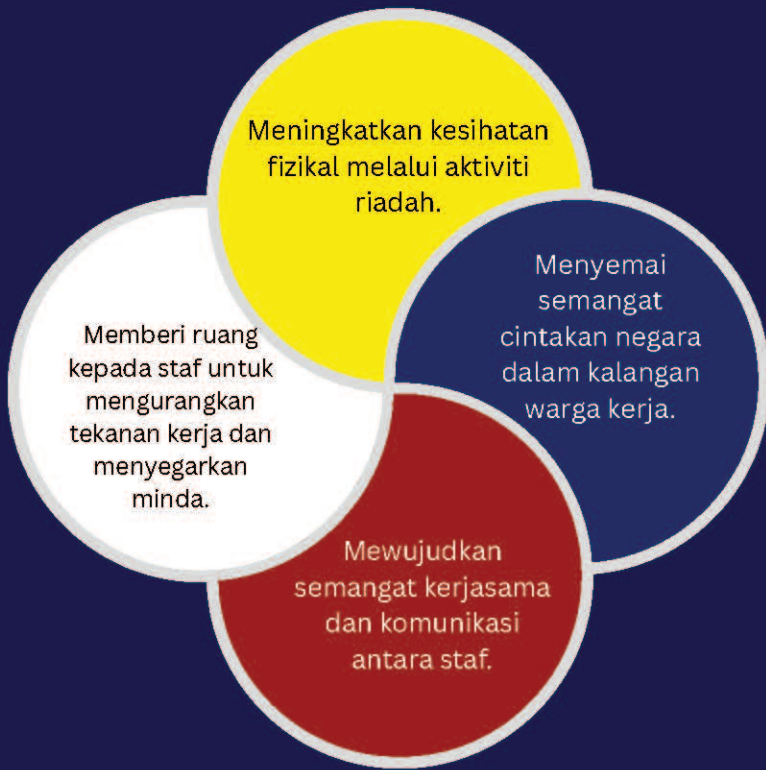 Meningkatkan kesihatan
fizikal melalui aktiviti
riadah.
Menyemai
semangat
cintakan negara
dalam kalangan
warga kerja.
Mewujudkan
semangat kerjasama
dan komunikasi
antara staf.
Memberi ruang
kepada staf untuk
mengurangkan
tekanan kerja dan
menyegarkan
minda.